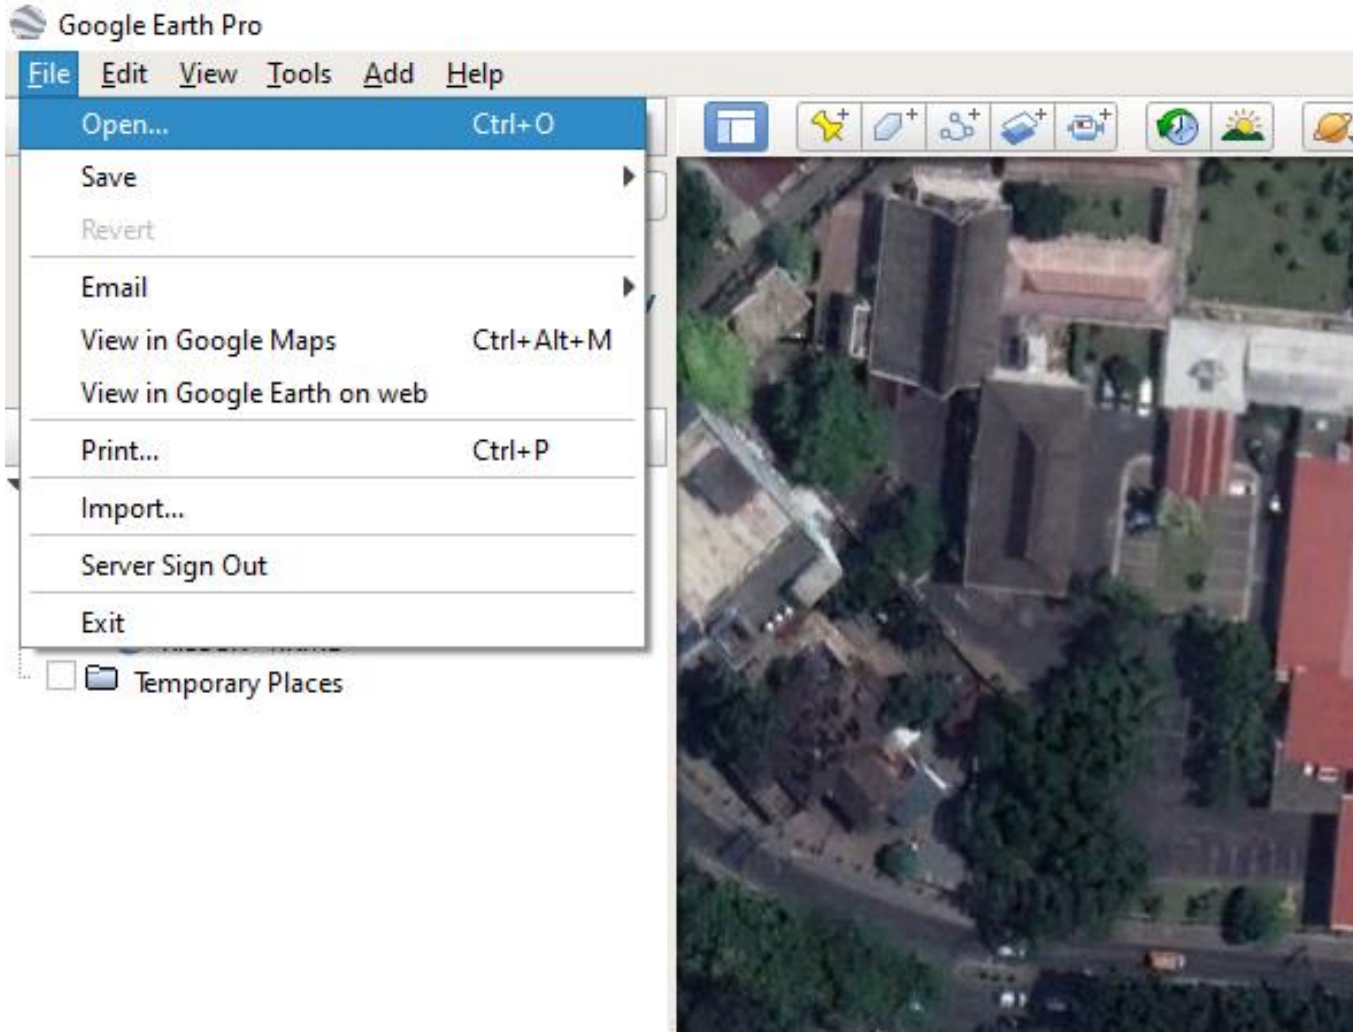 Google Earth Pro
File Edit View Tools Add Help
Open... Ctrl+O
Save
Revert
Email
View in Google Maps Ctrl+Alt+M
View in Google Earth on web
Print... Ctrl+P
Import...
Server Sign Out
Exit
Temporary Places